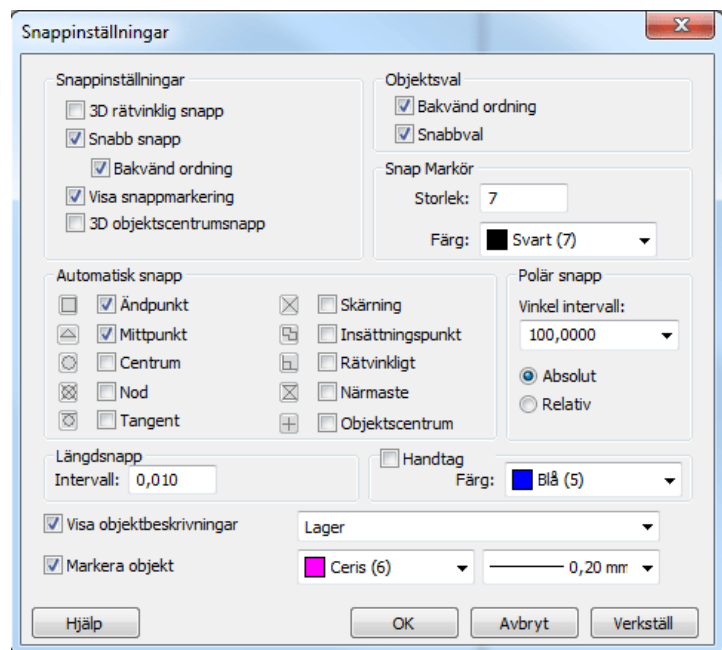 Snappinställningar
Snappinställningar
3D rätvinklig snapp
Snabb snapp
Bakvänd ordning
Visa snappmarkering
3D objektscentrumsnapp
Objektsval
Bakvänd ordning
Snabbval
Snap Markör
Storlek: 7
Färg: Svart (7)
Automatisk snapp
Ändpunkt
Mittpunkt
Centrum
Nod
Tangent
Skärning
Insättningspunkt
Rätvinkligt
Närmaste
Objektscentrum
Polär snapp
Vinkel intervall:
100,0000
Absolut
Relativ
Längdsnapp
Intervall: 0,010
Handtag
Färg: Blå (5)
Visa objektbeskrivningar Lager
Markera objekt Ceris (6) 0,20 mm
Hjälp OK Avbryt Verkställ